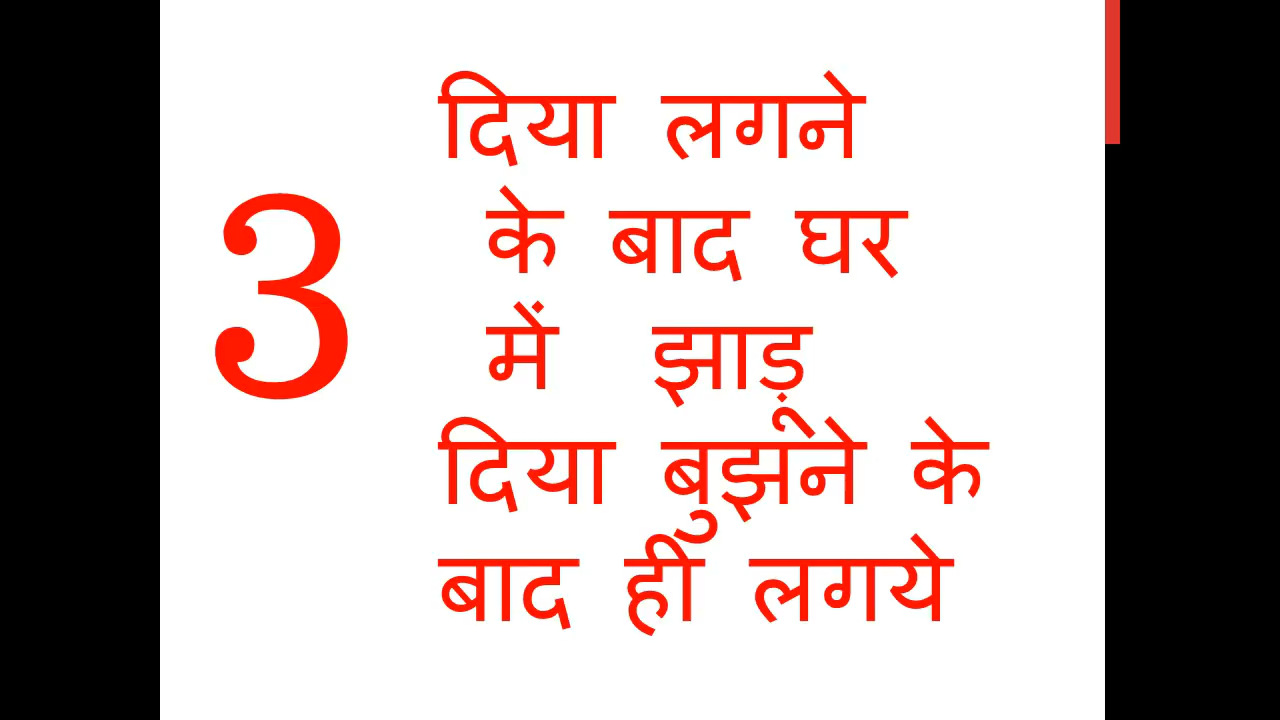 3
दिया लगने
के बाद घर
में झाड़ू
दिया बुझने के
बाद ही लगये